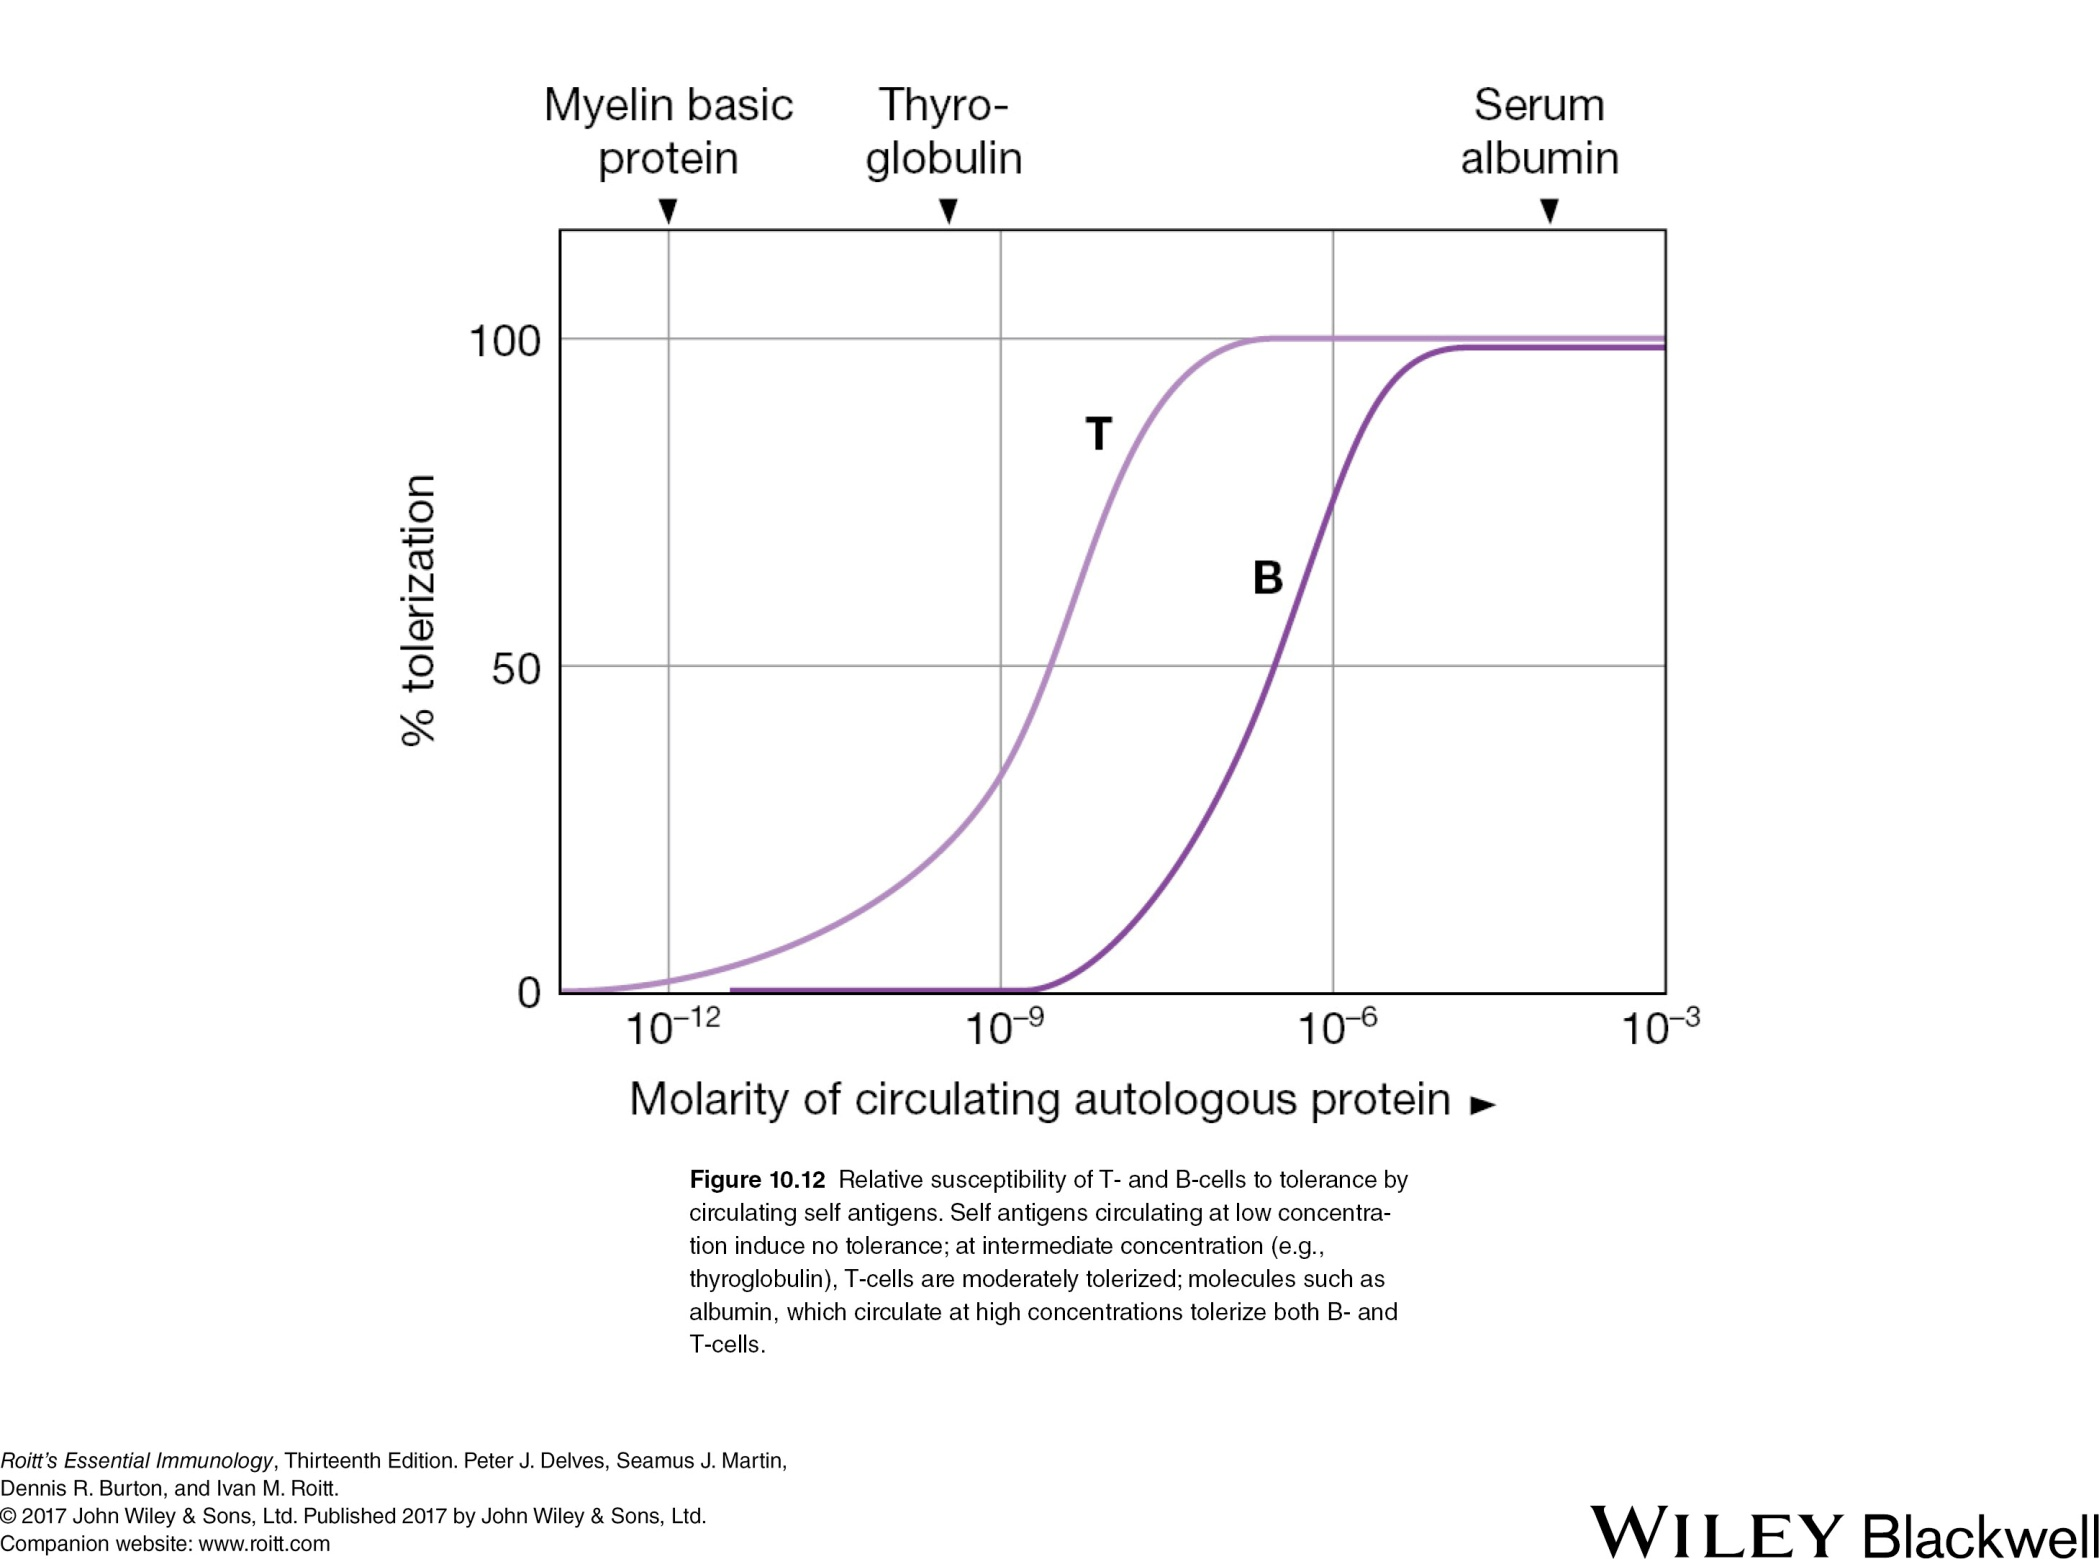 Myelin basic
protein
Thyro-
globulin
Serum
albumin
100
50
0
% tolerization
T
B
10⁻¹²
10⁻⁹
10⁻⁶
10⁻³
Molarity of circulating autologous protein ►
Figure 10.12 Relative susceptibility of T- and B-cells to tolerance by
circulating self antigens. Self antigens circulating at low concentra-
tion induce no tolerance; at intermediate concentration (e.g.,
thyroglobulin), T-cells are moderately tolerized; molecules such as
albumin, which circulate at high concentrations tolerize both B- and
T-cells.
Roitt's Essential Immunology, Thirteenth Edition. Peter J. Delves, Seamus J. Martin,
Dennis R. Burton, and Ivan M. Roitt.
© 2017 John Wiley & Sons, Ltd. Published 2017 by John Wiley & Sons, Ltd.
Companion website: www.roitt.com
WILEY Blackwell